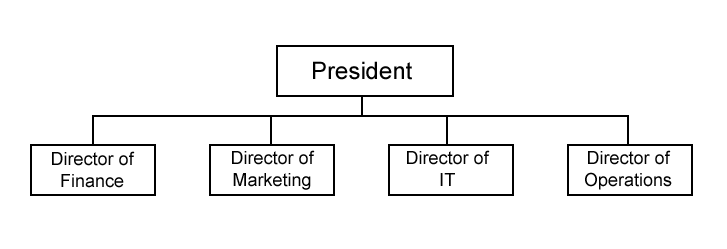 President
Director of
Finance
Director of
Marketing
Director of
IT
Director of
Operations